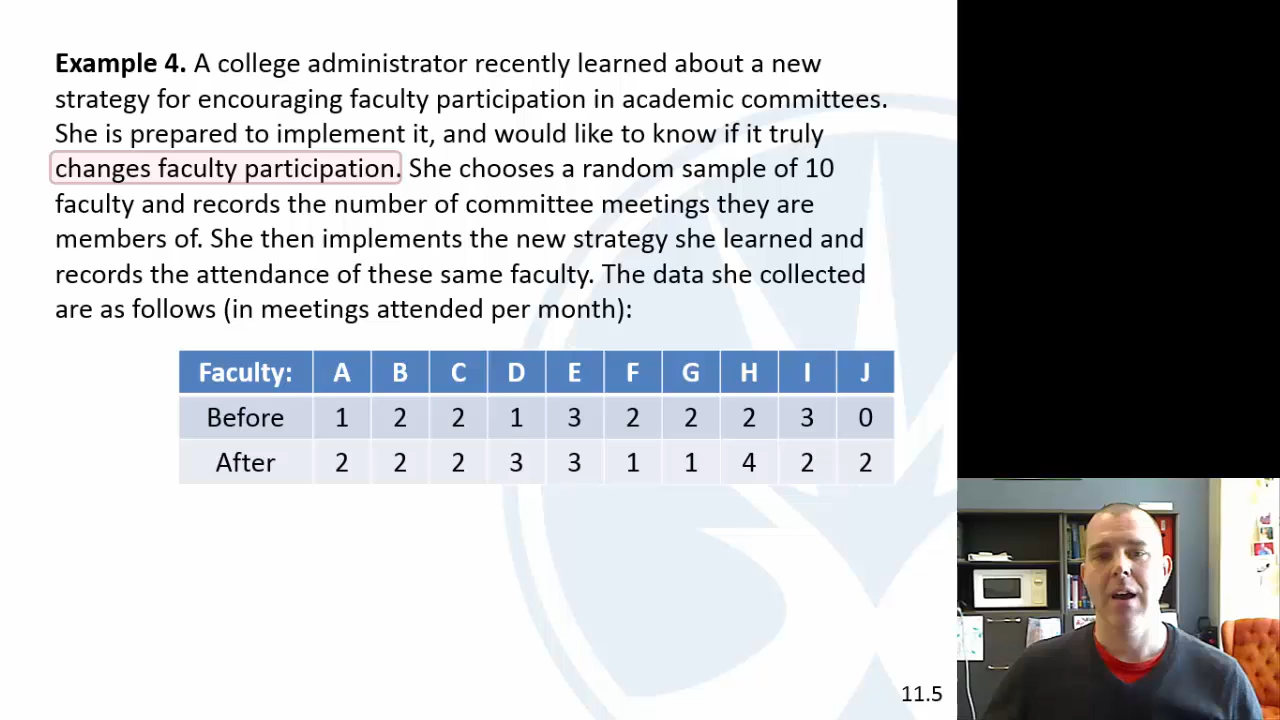 Example 4. A college administrator recently learned about a new
strategy for encouraging faculty participation in academic committees.
She is prepared to implement it, and would like to know if it truly
changes faculty participation. She chooses a random sample of 10
faculty and records the number of committee meetings they are
members of. She then implements the new strategy she learned and
records the attendance of these same faculty. The data she collected
are as follows (in meetings attended per month):
Faculty: A B C D E F G H I J
Before 1 2 2 1 3 2 2 2 3 0
After 2 2 2 3 3 1 1 4 2 2
11.5